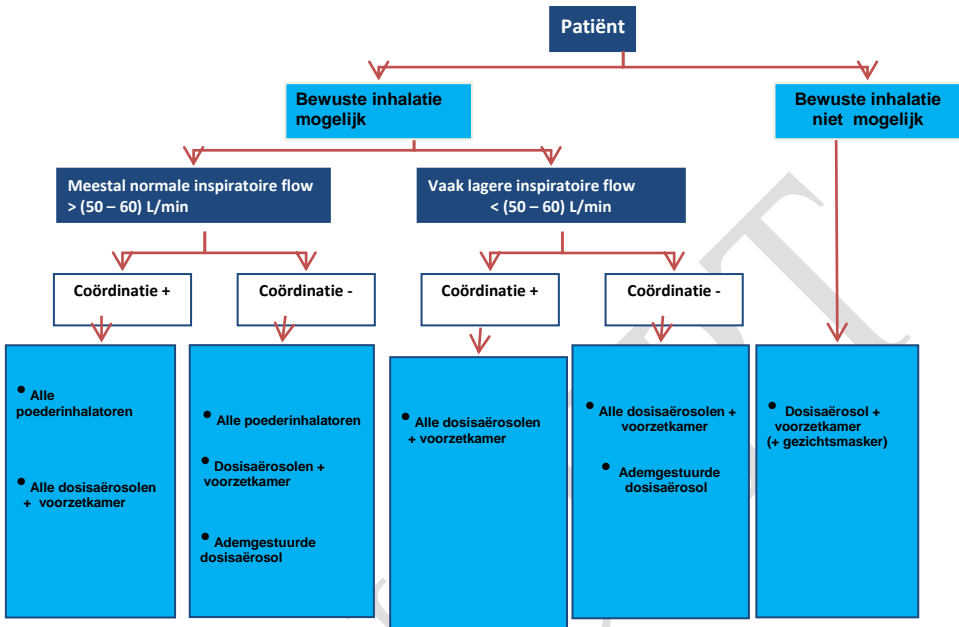 Patiënt
Bewuste inhalatie
mogelijk
Bewuste inhalatie
niet mogelijk
Meestal normale inspiratoire flow
> (50 – 60) L/min
Vaak lagere inspiratoire flow
< (50 – 60) L/min
Coördinatie +
Coördinatie -
Coördinatie +
Coördinatie -
• Alle
poederinhalatoren
• Alle dosisaërosolen
+ voorzetkamer
• Alle poederinhalatoren
• Dosisaërosolen +
voorzetkamer
• Ademgestuurde
dosisaërosol
• Alle dosisaërosolen
+ voorzetkamer
• Alle dosisaërosolen +
voorzetkamer
• Ademgestuurde
dosisaërosol
• Dosisaërosol +
voorzetkamer
(+ gezichtsmasker)